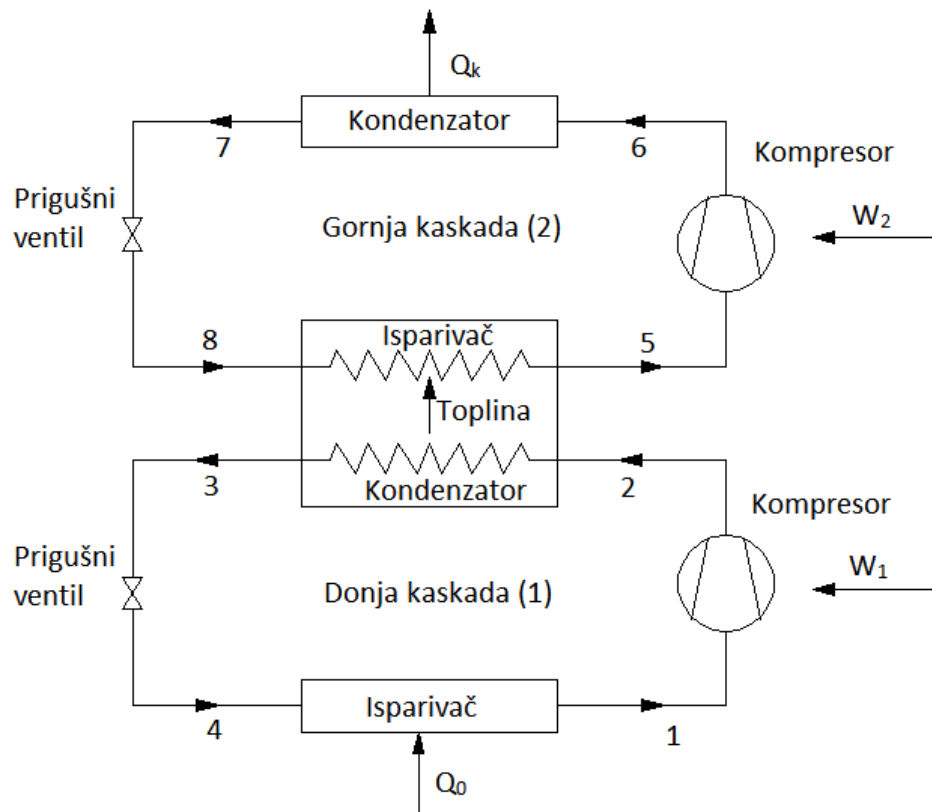 Qk
Kondenzator
7
6
Kompresor
Prigušni
ventil
Gornja kaskada (2)
W2
8
Isparivač
5
Toplina
3
Kondenzator
2
Kompresor
Prigušni
ventil
Donja kaskada (1)
W1
4
Isparivač
1
Q0